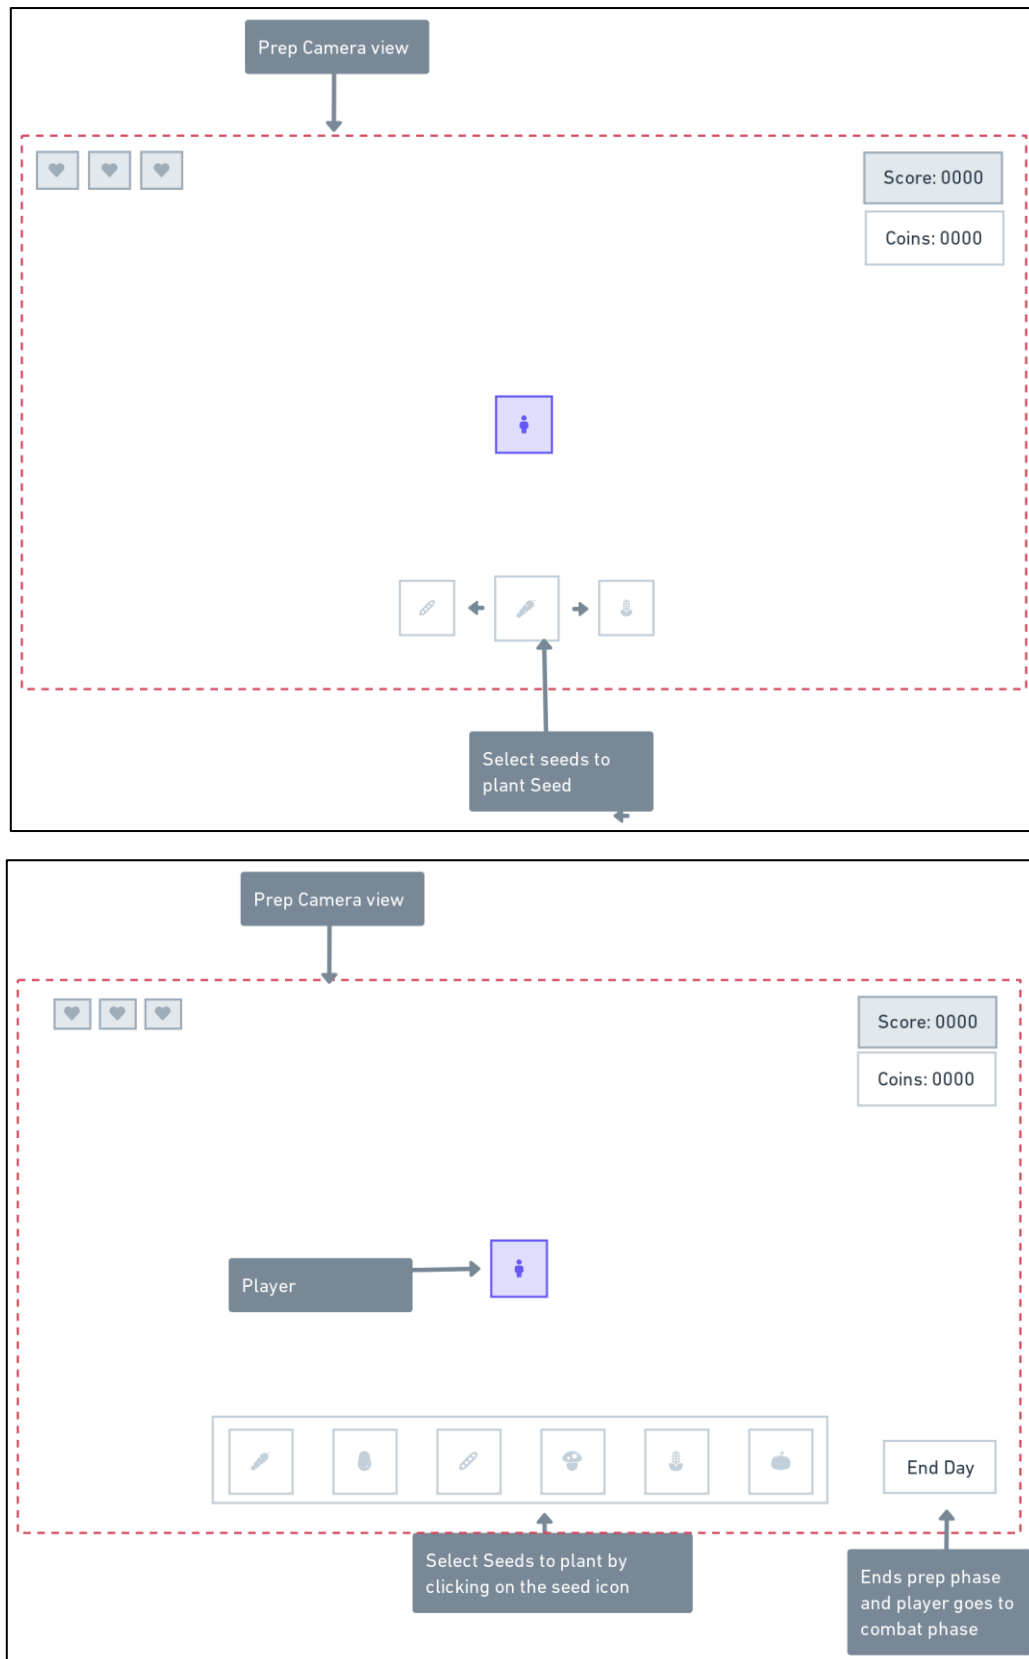 Prep Camera view
Score: 0000
Coins: 0000
Select seeds to
plant Seed
Prep Camera view
Score: 0000
Coins: 0000
Player
End Day
Select Seeds to plant by
clicking on the seed icon
Ends prep phase
and player goes to
combat phase